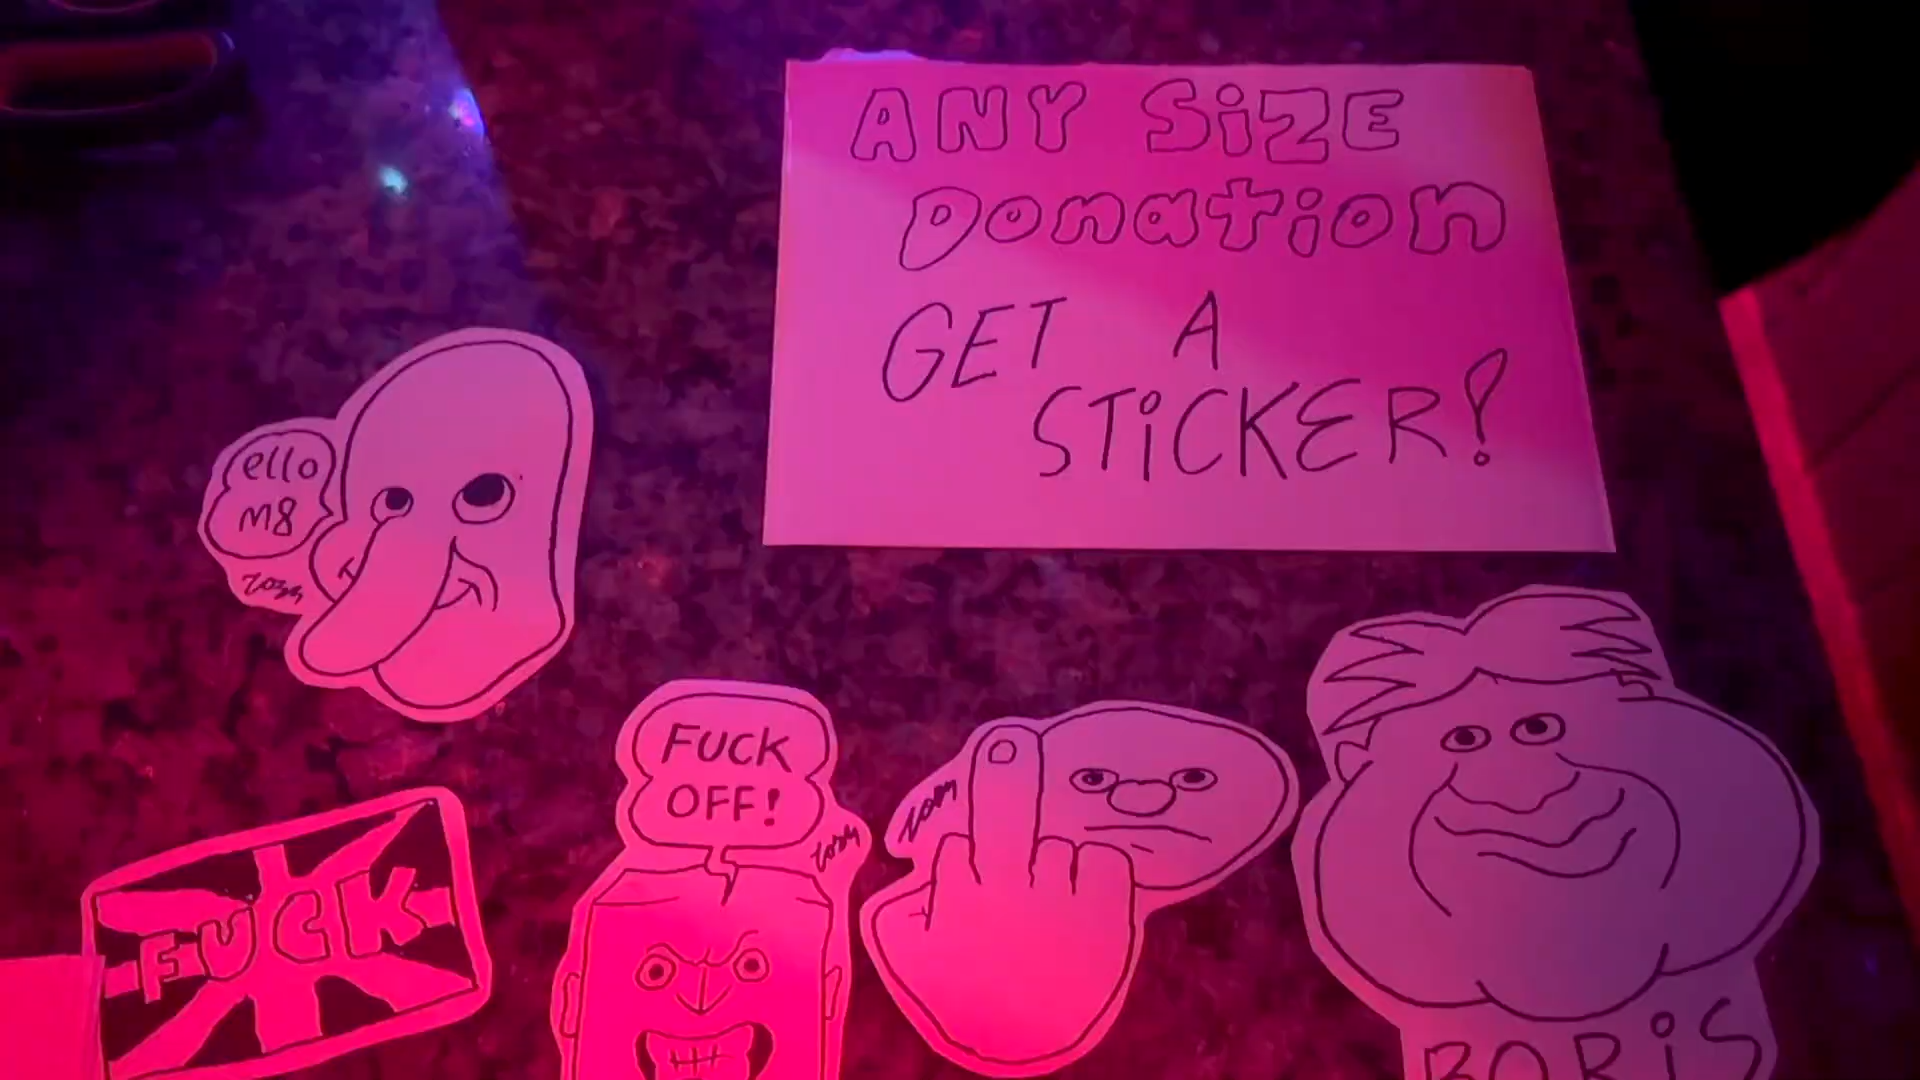 ANY SiZE
Donation
GET A
STiCKER!
ello
m8
FUCK
OFF!
FUCK
BORiS